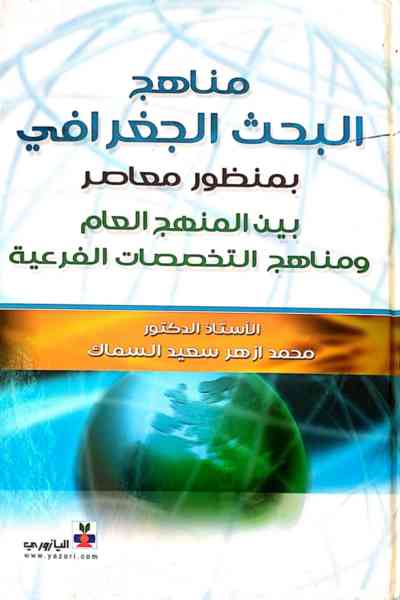 مناهج
البحث الجغرافي
بمنظور معاصر
بين المنهج العام
ومناهج التخصصات الفرعية
الأستاذ الدكتور
محمد ازهر سعيد السماك
اليازوري
www.yazori.com